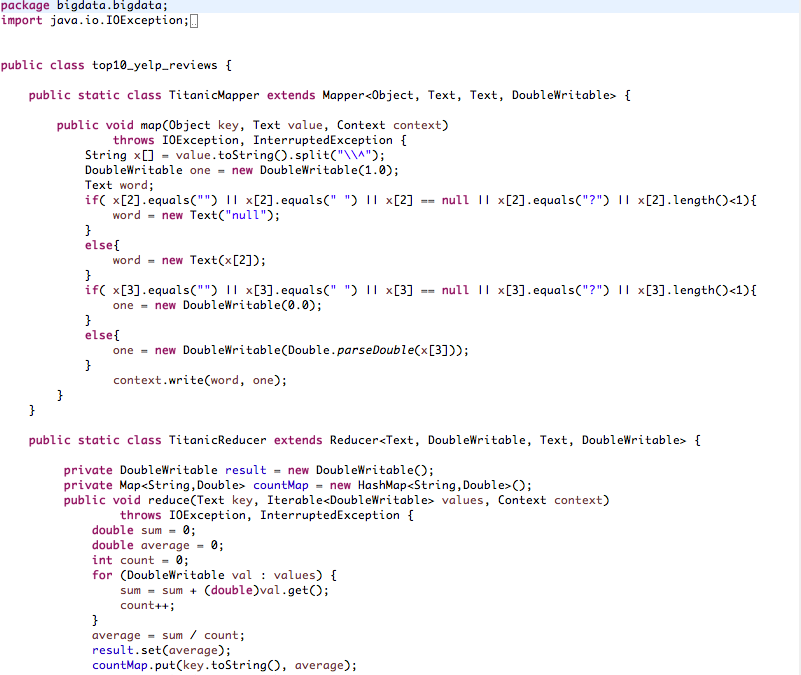 package bigdata.bigdata;
import java.io.IOException;
public class top10_yelp_reviews {
public static class TitanicMapper extends Mapper<Object, Text, Text, DoubleWritable> {
public void map(Object key, Text value, Context context)
throws IOException, InterruptedException {
String x[] = value.toString().split("\\^");
DoubleWritable one = new DoubleWritable(1.0);
Text word;
if( x[2].equals("") || x[2].equals(" ") || x[2] == null || x[2].equals("?") || x[2].length()<1){
word = new Text("null");
}
else{
word = new Text(x[2]);
}
if( x[3].equals("") || x[3].equals(" ") || x[3] == null || x[3].equals("?") || x[3].length()<1){
one = new DoubleWritable(0.0);
}
else{
one = new DoubleWritable(Double.parseDouble(x[3]));
}
context.write(word, one);
}
}
public static class TitanicReducer extends Reducer<Text, DoubleWritable, Text, DoubleWritable> {
private DoubleWritable result = new DoubleWritable();
private Map<String,Double> countMap = new HashMap<String,Double>();
public void reduce(Text key, Iterable<DoubleWritable> values, Context context)
throws IOException, InterruptedException {
double sum = 0;
double average = 0;
int count = 0;
for (DoubleWritable val : values) {
sum = sum + (double)val.get();
count++;
}
average = sum / count;
result.set(average);
countMap.put(key.toString(), average);